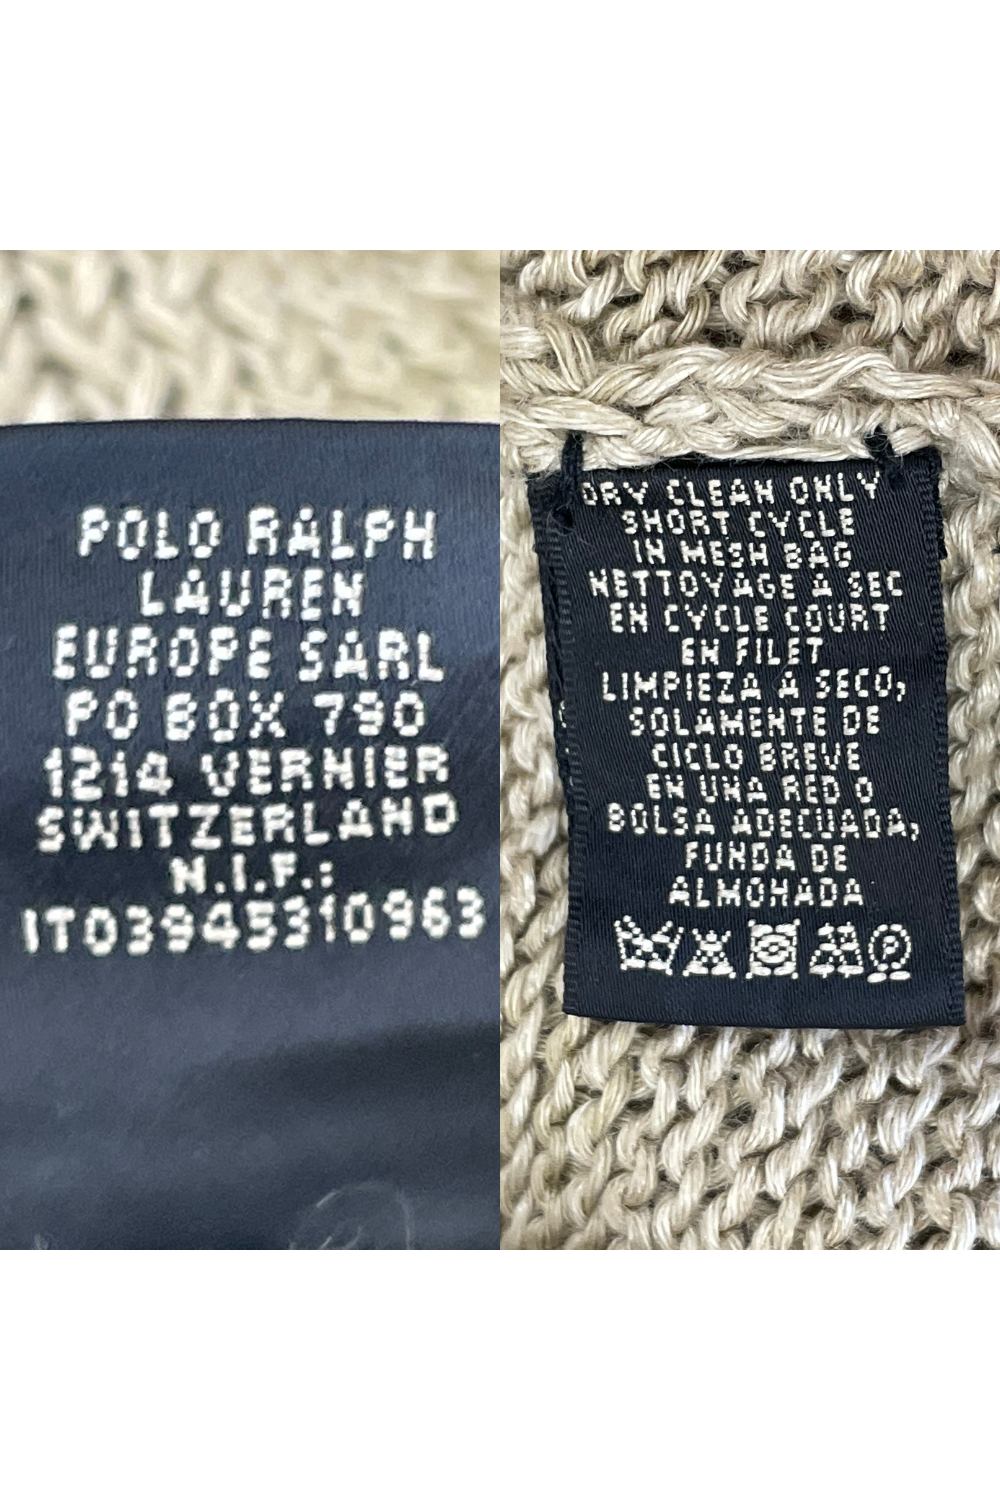 POLO RALPH
LAUREN
EUROPE SARL
PO BOX 790
1214 VERNIER
SWITZERLAND
N.I.F.:
IT03945310963
DRY CLEAN ONLY
SHORT CYCLE
IN MESH BAG
NETTOYAGE A SEC
EN CYCLE COURT
EN FILET
LIMPIEZA A SECO,
SOLAMENTE DE
CICLO BREVE
EN UNA RED O
BOLSA ADECUADA,
FUNDA DE
ALMOHADA
P